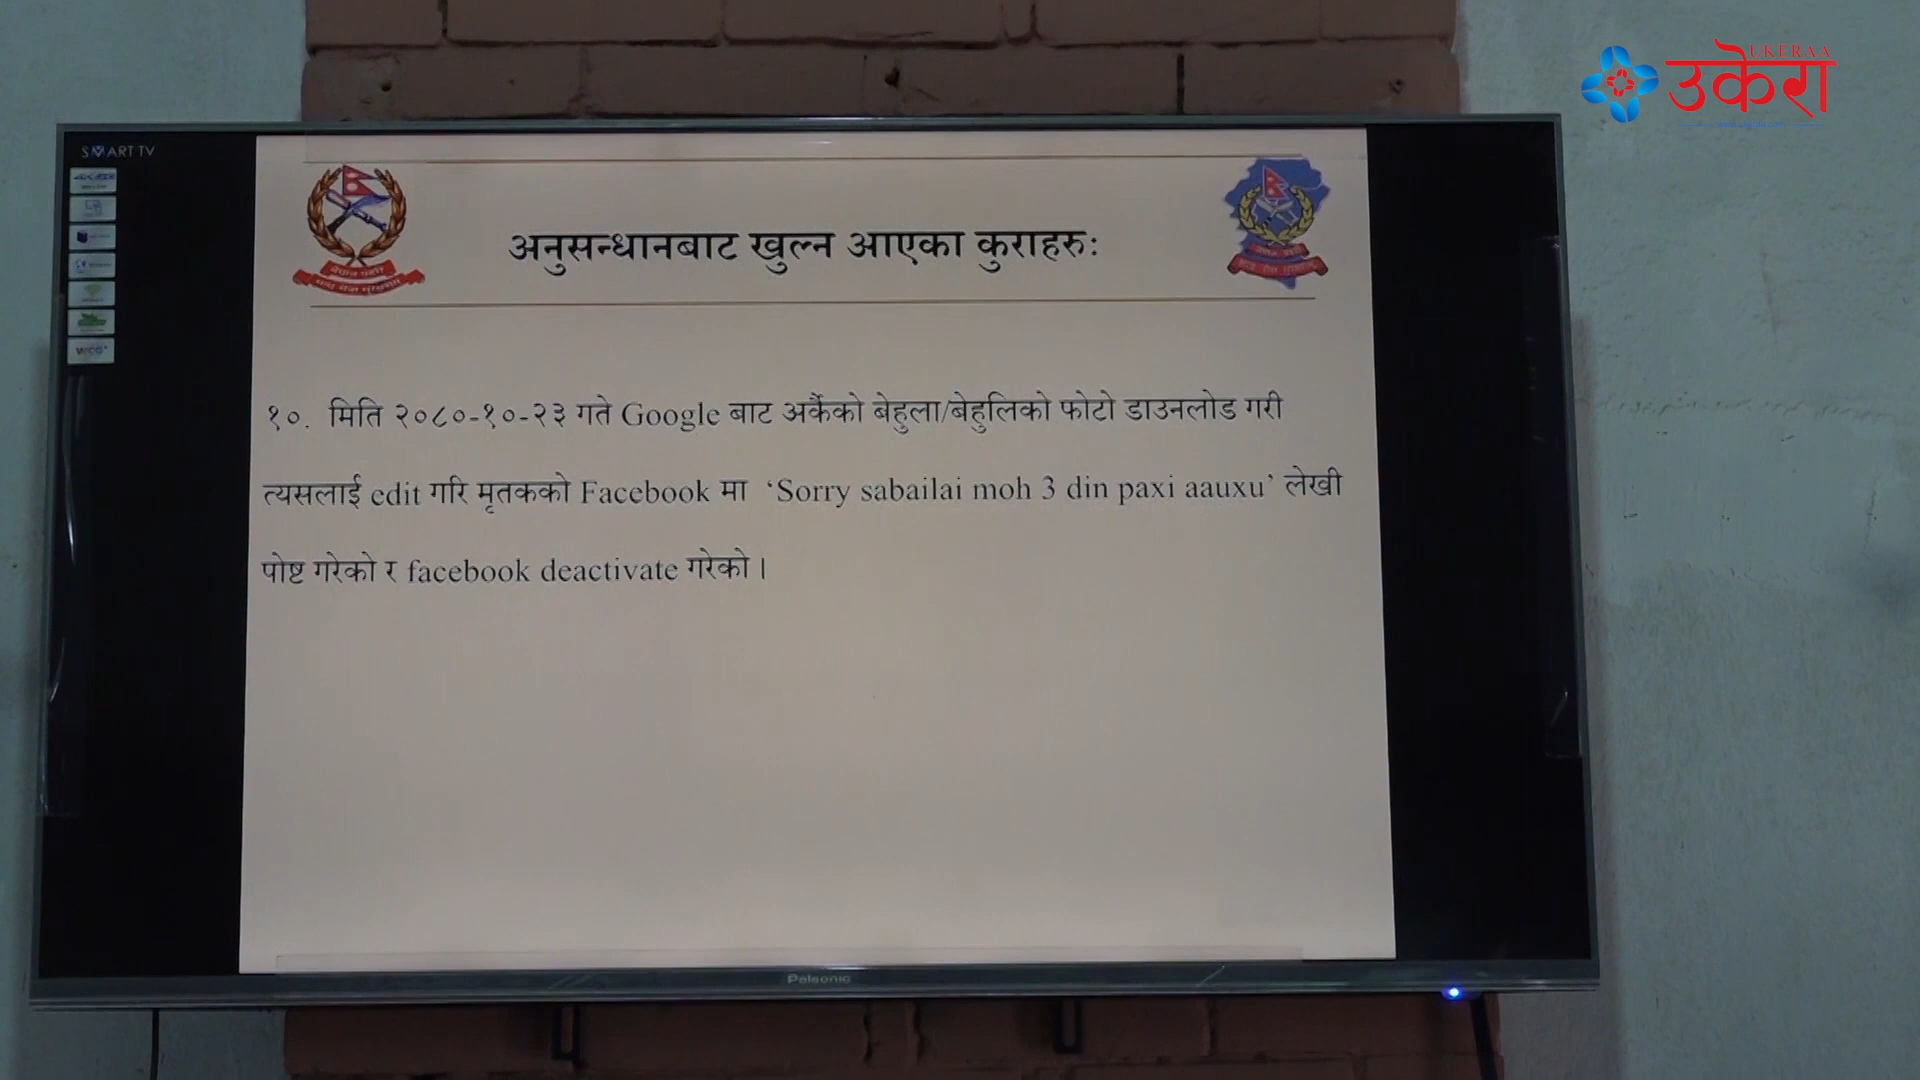 UKERAA
उकेरा
SMART TV
अनुसन्धानबाट खुल्न आएका कुराहरुः
१०. मिति २०८०-१०-२३ गते Google बाट अर्कैको बेहुला/बेहुलिको फोटो डाउनलोड गरी
त्यसलाई edit गरि मृतकको Facebook मा ‘Sorry sabailai moh 3 din paxi aauxu’ लेखी
पोष्ट गरेको र facebook deactivate गरेको ।
Palsonic